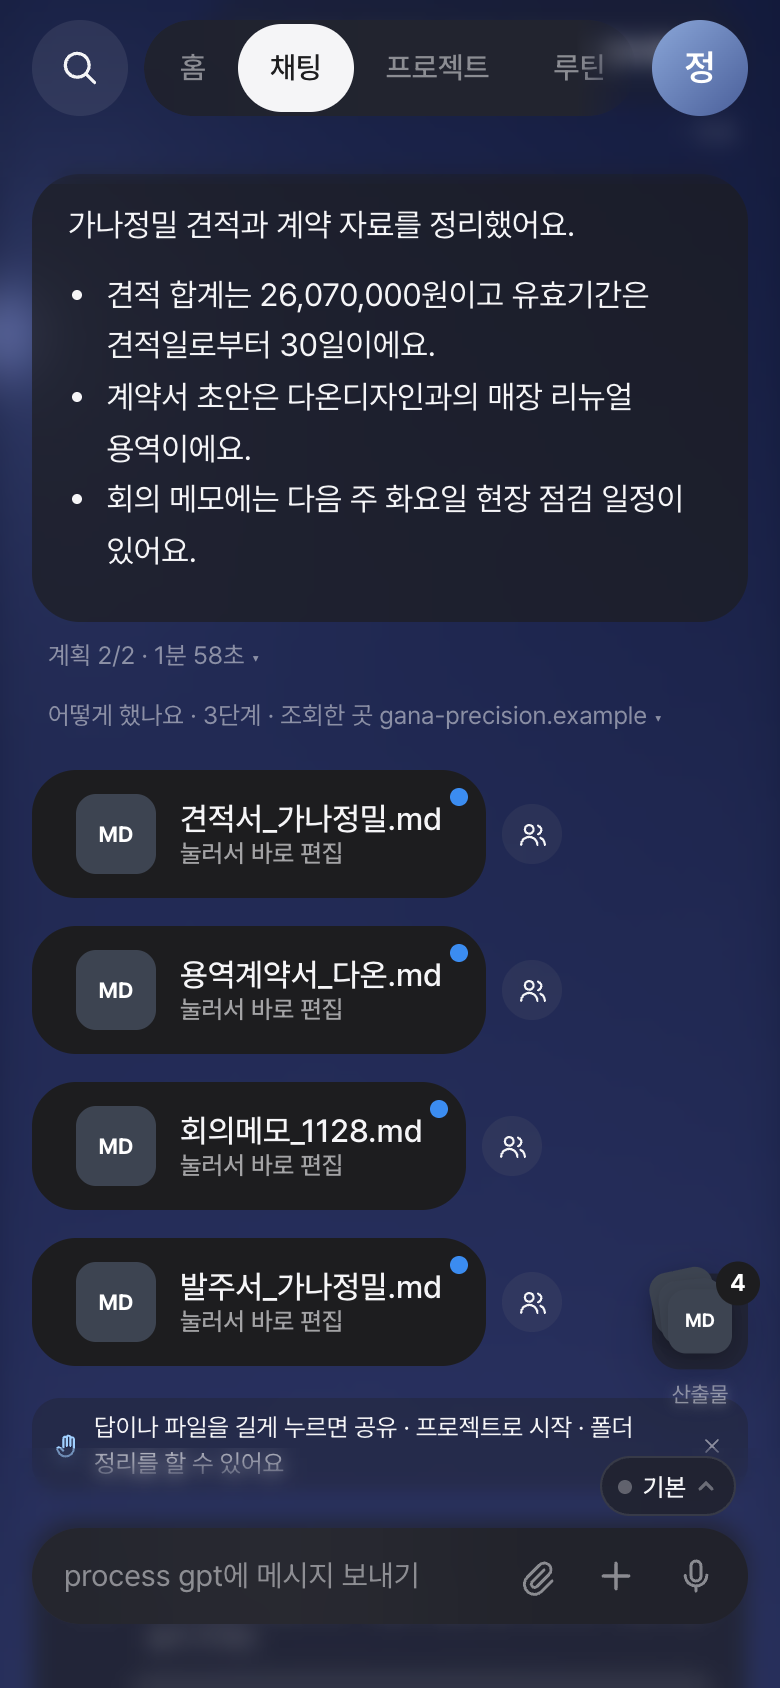 홈
채팅
프로젝트
루틴
정
가나정밀 견적과 계약 자료를 정리했어요.
• 견적 합계는 26,070,000원이고 유효기간은
견적일로부터 30일이에요.
• 계약서 초안은 다온디자인과의 매장 리뉴얼
용역이에요.
• 회의 메모에는 다음 주 화요일 현장 점검 일정이
있어요.
계획 2/2 · 1분 58초 ▾
어떻게 했나요 · 3단계 · 조회한 곳 gana-precision.example ▾
MD
견적서_가나정밀.md
눌러서 바로 편집
MD
용역계약서_다온.md
눌러서 바로 편집
MD
회의메모_1128.md
눌러서 바로 편집
MD
발주서_가나정밀.md
눌러서 바로 편집
4
MD
산출물
답이나 파일을 길게 누르면 공유 · 프로젝트로 시작 · 폴더
정리를 할 수 있어요
기본
process gpt에 메시지 보내기